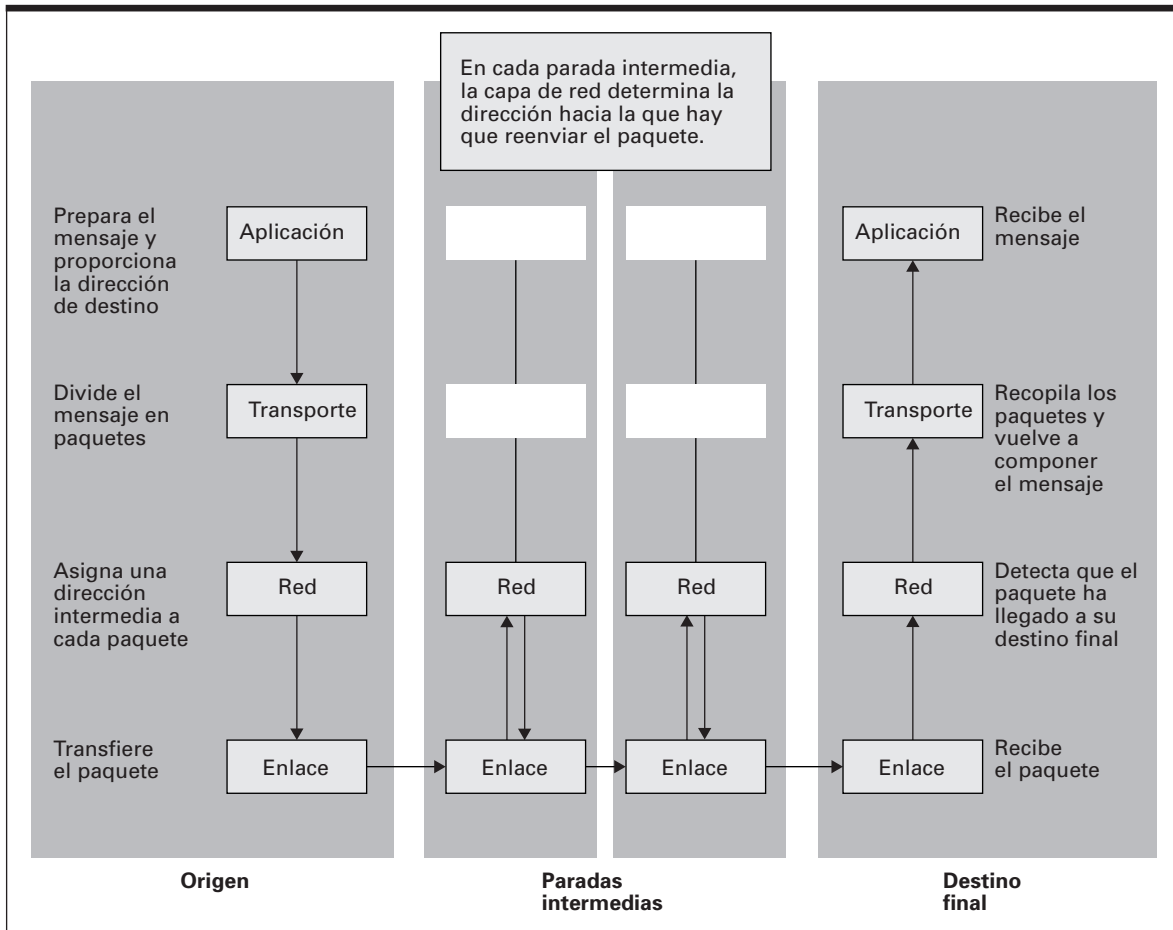 En cada parada intermedia,
la capa de red determina la
dirección hacia la que hay
que reenviar el paquete.
Prepara el
mensaje y
proporciona
la dirección
de destino
Aplicación
Aplicación
Recibe el
mensaje
Divide el
mensaje en
paquetes
Transporte
Transporte
Recopila los
paquetes y
vuelve a
componer
el mensaje
Asigna una
dirección
intermedia a
cada paquete
Red
Red
Red
Red
Detecta que el
paquete ha
llegado a su
destino final
Transfiere
el paquete
Enlace
Enlace
Enlace
Enlace
Recibe
el paquete
Origen
Paradas
intermedias
Destino
final